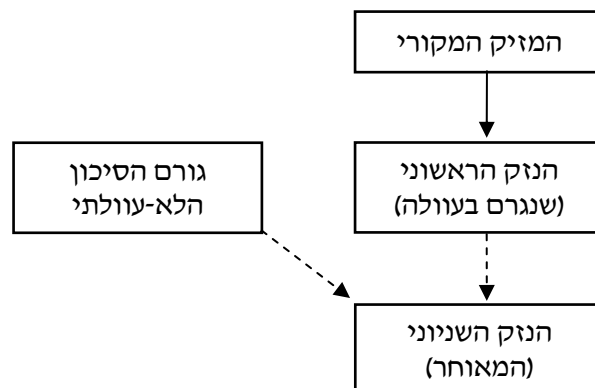 המזיק המקורי
הנזק הראשוני
(שנגרם בעוולה)
גורם הסיכון
הלא-עוולתי
הנזק השניוני
(המאוחר)